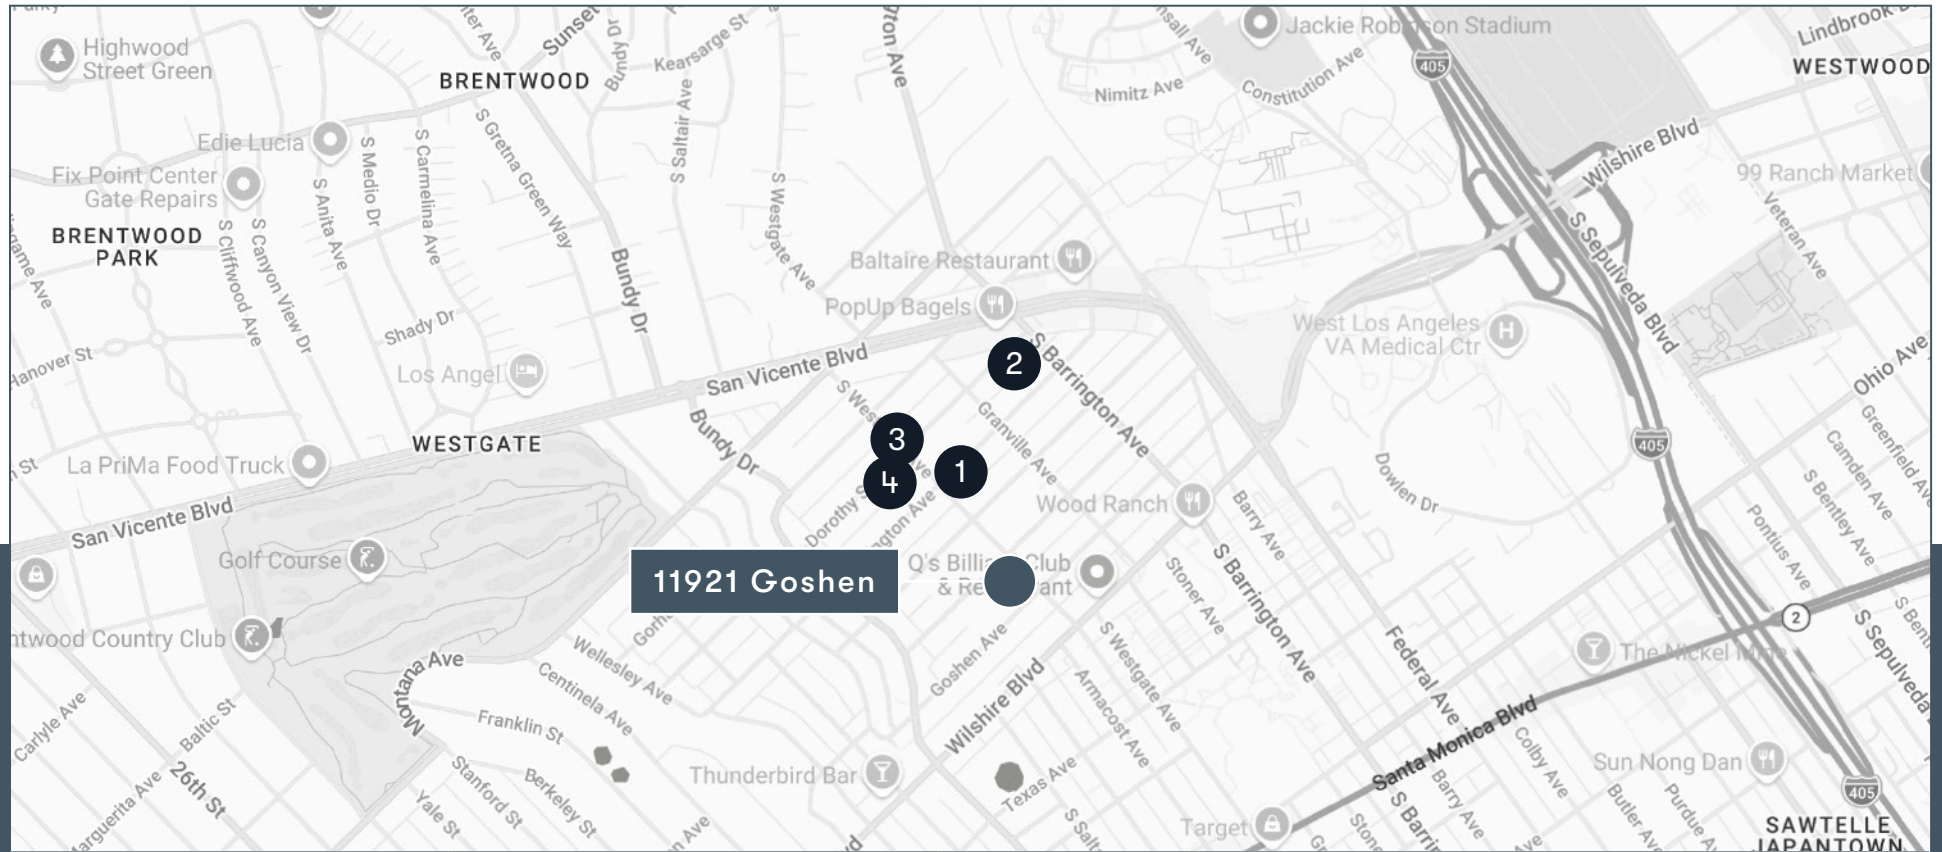 Jackie Robinson Stadium
Lindbrook
WESTWOOD
Highwood
Street Green
BRENTWOOD
Sunset
Bundy Dr
Kearsarge St
S Saltair Ave
Nimitz Ave
Constitution Ave
405
Wilshire Blvd
99 Ranch Market
Veteran Ave
Edie Lucia
Fix Point Center
Gate Repairs
S Medio Dr
S Carmelina Ave
S Gretna Green Way
S Anita Ave
S Westgate Ave
BRENTWOOD
PARK
S Cliffwood Ave
S Canyon View Dr
Bundy Dr
Baltaire Restaurant
PopUp Bagels
S Sepulveda Blvd
West Los Angeles
VA Medical Ctr
H
Hanover St
Shady Dr
Los Angel
San Vicente Blvd
2
S Barrington Ave
Ohio Ave
Greenfield Ave
WESTGATE
Bundy Dr
3
4
1
Granville Ave
405
Camden Ave
S Bentley Ave
La PriMa Food Truck
San Vicente Blvd
Dorothy
Wood Ranch
Barry Ave
Dowlen Dr
Pontius Ave
Golf Course
11921 Goshen
Stoner Ave
S Barrington Ave
2
ntwood Country Club
Montana Ave
Wellesley Ave
Centinela Ave
Goshen Ave
S Westgate Ave
Federal Ave
The Nickel Mine
S Sepulveda
Carlyle Ave
Baltic St
Franklin St
Wilshire Blvd
Armacost Ave
Santa Monica Blvd
26th St
Stanford St
Berkeley St
Yale St
Thunderbird Bar
Texas Ave
Colby Ave
Barry Ave
Sun Nong Dan
Butler Ave
405
Target
SAWTELLE
JAPANTOWN